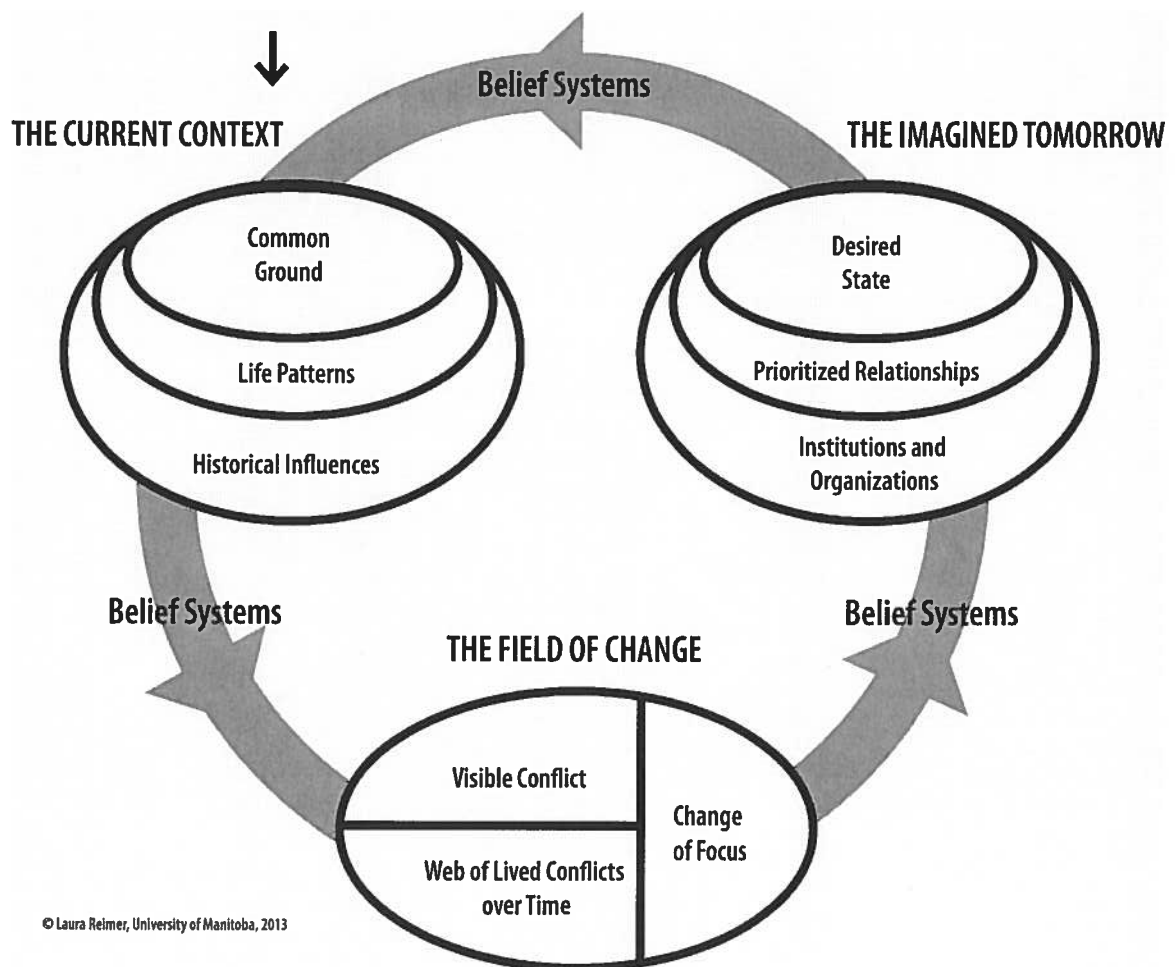 Belief Systems
THE CURRENT CONTEXT
THE IMAGINED TOMORROW
Common
Ground
Life Patterns
Historical Influences
Desired
State
Prioritized Relationships
Institutions and
Organizations
Belief Systems
Belief Systems
THE FIELD OF CHANGE
Visible Conflict
Web of Lived Conflicts
over Time
Change
of Focus
© Laura Reimer, University of Manitoba, 2013